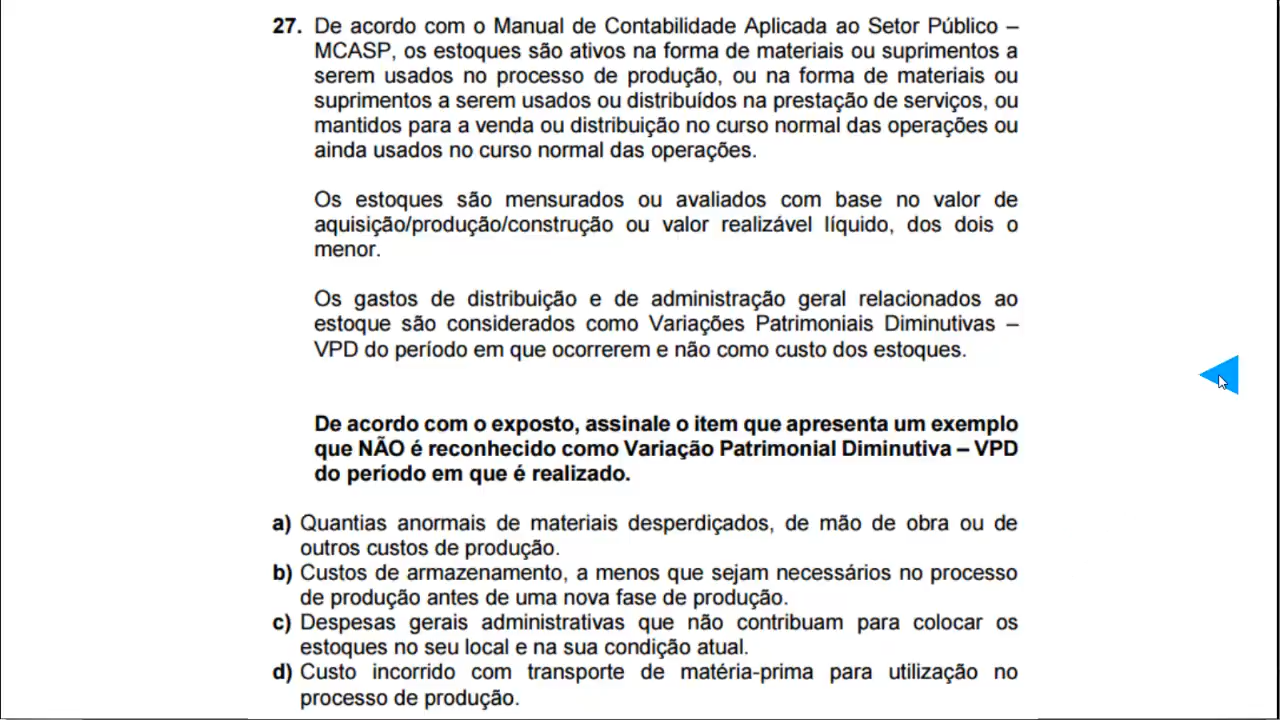 27. De acordo com o Manual de Contabilidade Aplicada ao Setor Público –
MCASP, os estoques são ativos na forma de materiais ou suprimentos a
serem usados no processo de produção, ou na forma de materiais ou
suprimentos a serem usados ou distribuídos na prestação de serviços, ou
mantidos para a venda ou distribuição no curso normal das operações ou
ainda usados no curso normal das operações.
Os estoques são mensurados ou avaliados com base no valor de
aquisição/produção/construção ou valor realizável líquido, dos dois o
menor.
Os gastos de distribuição e de administração geral relacionados ao
estoque são considerados como Variações Patrimoniais Diminutivas –
VPD do período em que ocorrerem e não como custo dos estoques.
De acordo com o exposto, assinale o item que apresenta um exemplo
que NÃO é reconhecido como Variação Patrimonial Diminutiva – VPD
do período em que é realizado.
a) Quantias anormais de materiais desperdiçados, de mão de obra ou de
outros custos de produção.
b) Custos de armazenamento, a menos que sejam necessários no processo
de produção antes de uma nova fase de produção.
c) Despesas gerais administrativas que não contribuam para colocar os
estoques no seu local e na sua condição atual.
d) Custo incorrido com transporte de matéria-prima para utilização no
processo de produção.